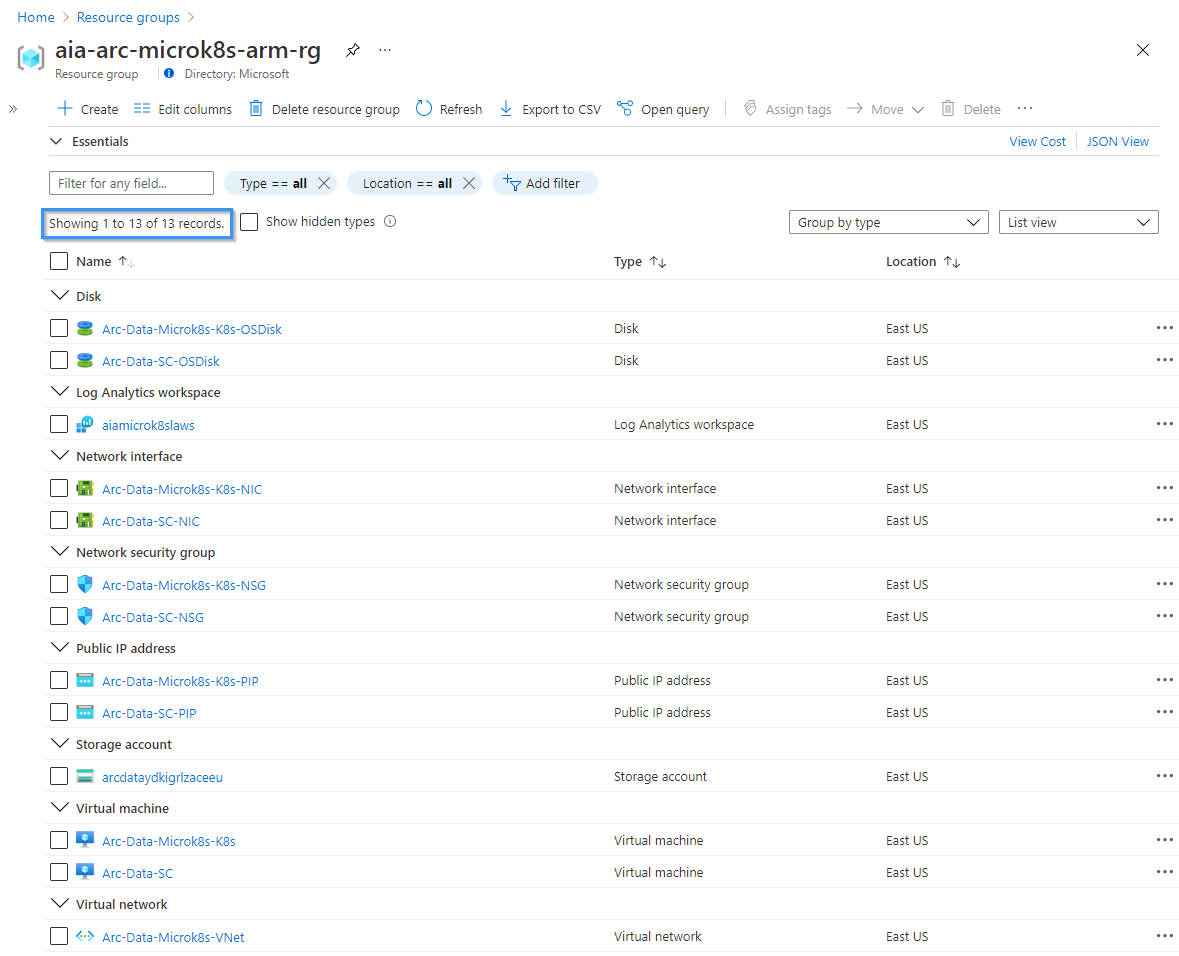 Home > Resource groups >
aia-arc-microk8s-arm-rg ...
Resource group Directory: Microsoft
Create Edit columns Delete resource group Refresh Export to CSV Open query Assign tags Move Delete ...
Essentials View Cost JSON View
Filter for any field... Type == all Location == all Add filter
Showing 1 to 13 of 13 records. Show hidden types Group by type List view
Name Type Location
Disk
Arc-Data-Microk8s-K8s-OSDisk Disk East US ...
Arc-Data-SC-OSDisk Disk East US ...
Log Analytics workspace
aiamicrok8slaws Log Analytics workspace East US ...
Network interface
Arc-Data-Microk8s-K8s-NIC Network interface East US ...
Arc-Data-SC-NIC Network interface East US ...
Network security group
Arc-Data-Microk8s-K8s-NSG Network security group East US ...
Arc-Data-SC-NSG Network security group East US ...
Public IP address
Arc-Data-Microk8s-K8s-PIP Public IP address East US ...
Arc-Data-SC-PIP Public IP address East US ...
Storage account
arcdataydkigrlzaceeu Storage account East US ...
Virtual machine
Arc-Data-Microk8s-K8s Virtual machine East US ...
Arc-Data-SC Virtual machine East US ...
Virtual network
Arc-Data-Microk8s-VNet Virtual network East US ...